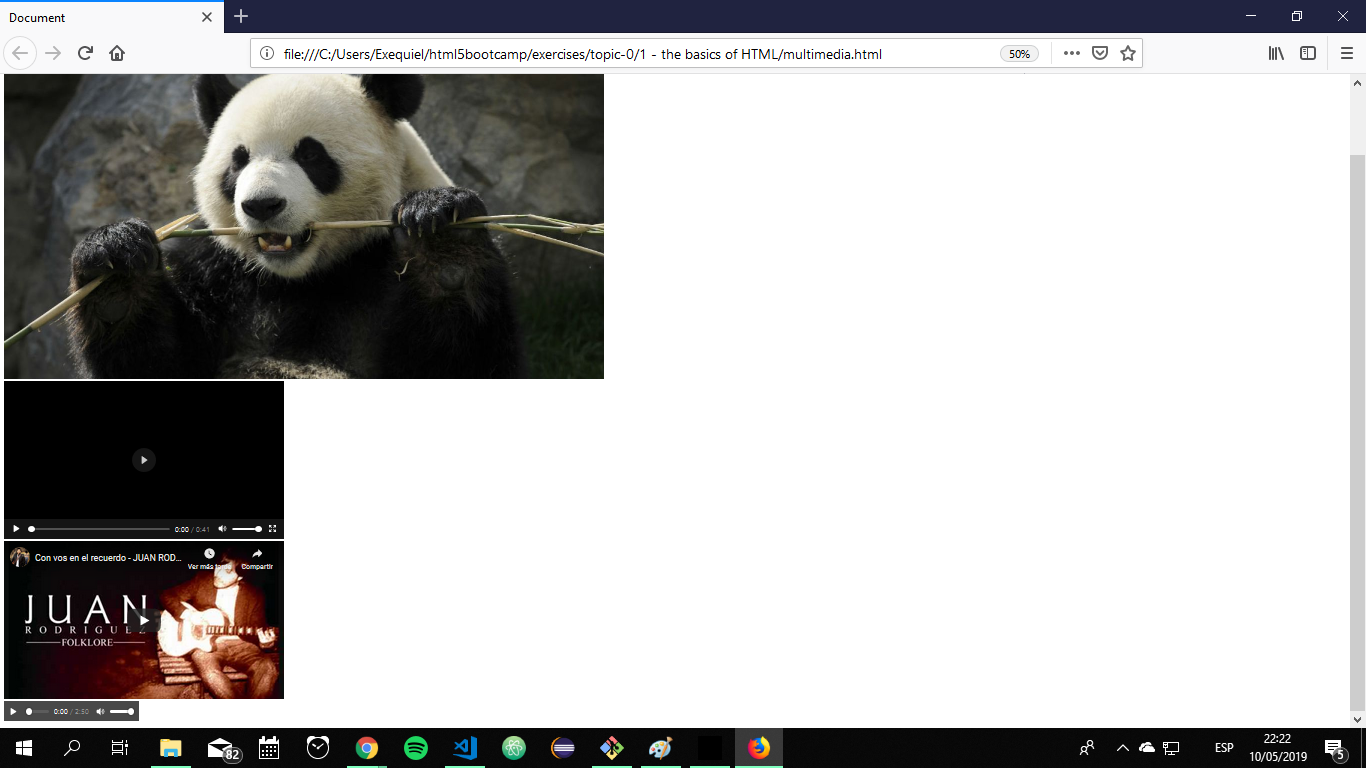 Document
file:///C:/Users/Exequiel/html5bootcamp/exercises/topic-0/1 - the basics of HTML/multimedia.html
50%
0:00 / 0:41
Con vos en el recuerdo - JUAN ROD...
Ver más tarde
Compartir
JUAN
RODRIGUEZ
FOLKLORE
0:00 / 2:50
82
ESP
22:22
10/05/2019
5